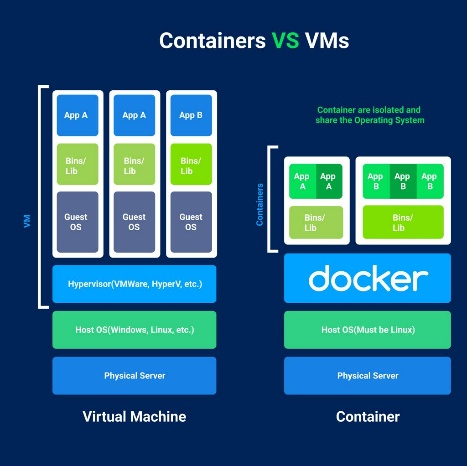 Containers VS VMs
Container are isolated and
share the Operating System
VM
App A
App A
App B
Bins/
Lib
Bins/
Lib
Bins/
Lib
Guest
OS
Guest
OS
Guest
OS
Hypervisor(VMWare, HyperV, etc.)
Host OS(Windows, Linux, etc.)
Physical Server
Virtual Machine
Containers
App
A
App
A
App
B
App
B
App
B
Bins/
Lib
Bins/
Lib
docker
Host OS(Must be Linux)
Physical Server
Container